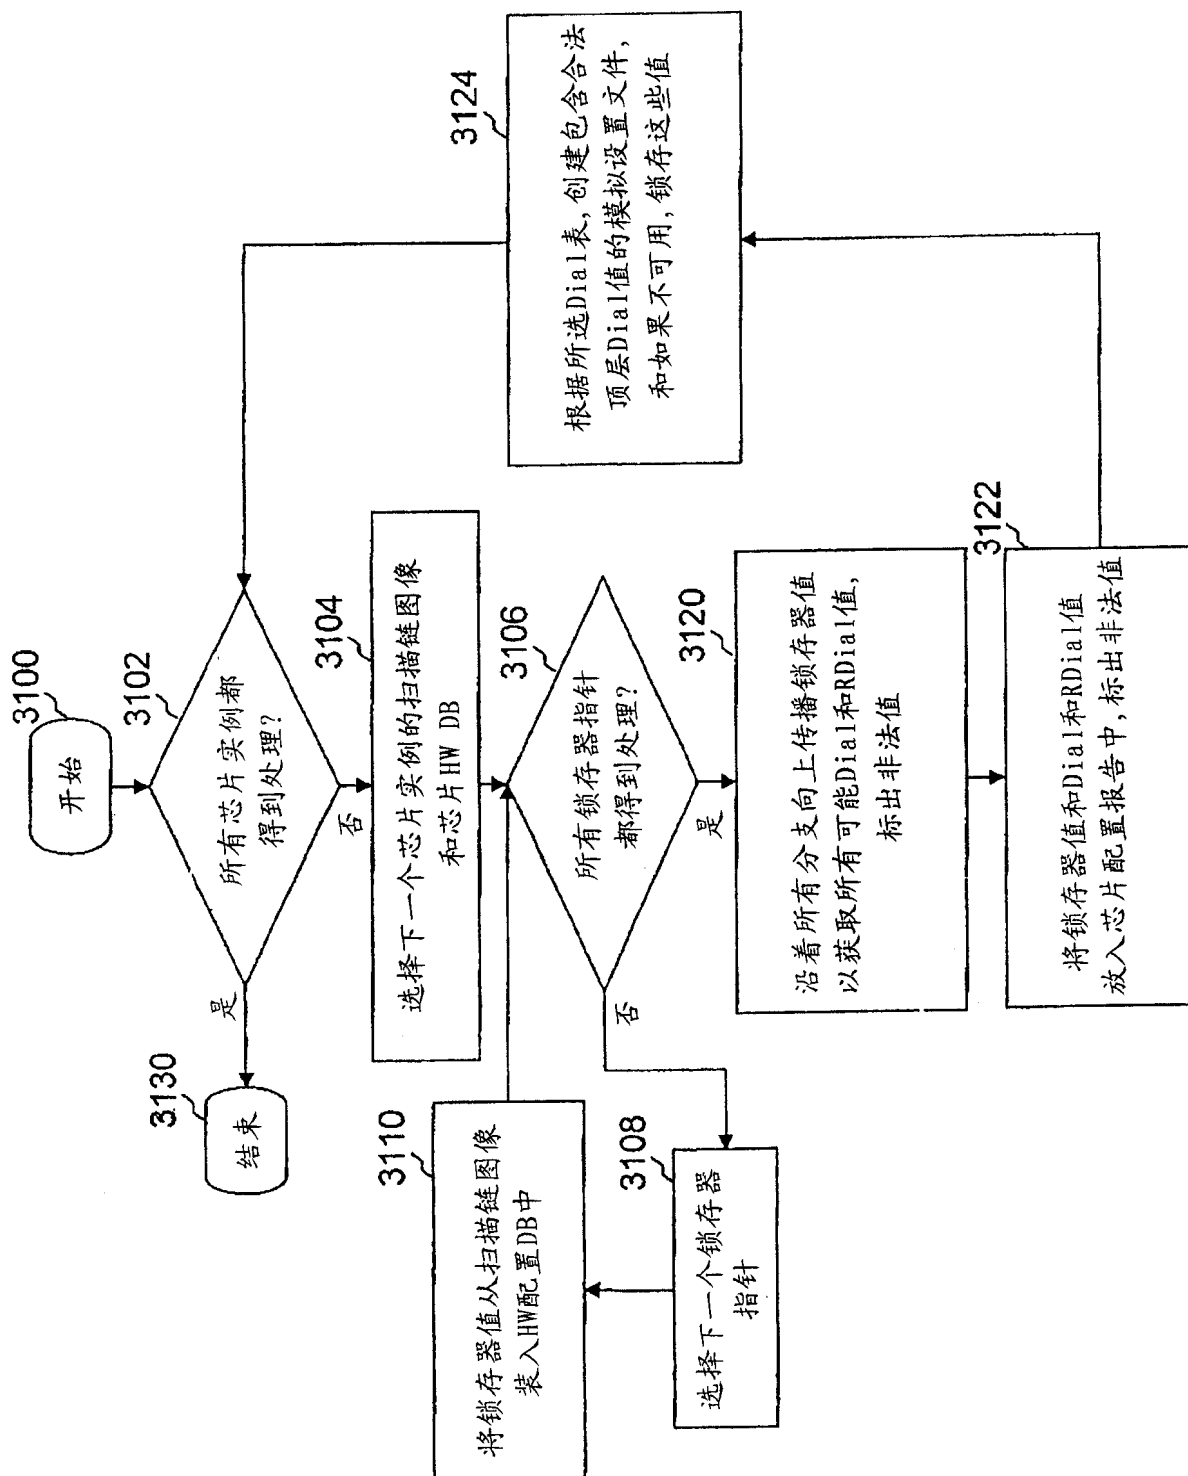 3100
开始
3102
所有芯片实例都
得到处理?
是
否
3130
结束
3104
选择下一个芯片实例的扫描链图像
和芯片HW DB
3106
所有锁存器指针
都得到处理?
否
是
3108
选择下一个锁存器
指针
3110
将锁存器值从扫描链图像
装入HW配置DB中
3120
沿着所有分支向上传播锁存器值
以获取所有可能Dial和RDial值,
标出非法值
3122
将锁存器值和Dial和RDial值
放入芯片配置报告中,标出非法值
3124
根据所选Dial表,创建包含合法
顶层Dial值的模拟设置文件,
和如果不可用,锁存这些值